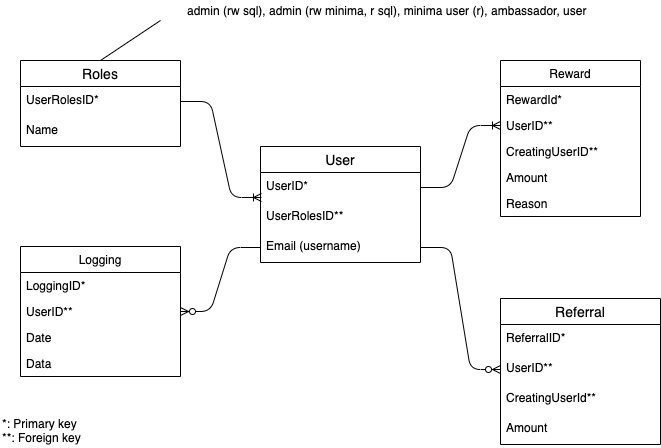 admin (rw sql), admin (rw minima, r sql), minima user (r), ambassador, user
Roles
UserRolesID*
Name
User
UserID*
UserRolesID**
Email (username)
Reward
RewardId*
UserID**
CreatingUserID**
Amount
Reason
Logging
LoggingID*
UserID**
Date
Data
Referral
ReferralID*
UserID**
CreatingUserId**
Amount
*: Primary key
**: Foreign key